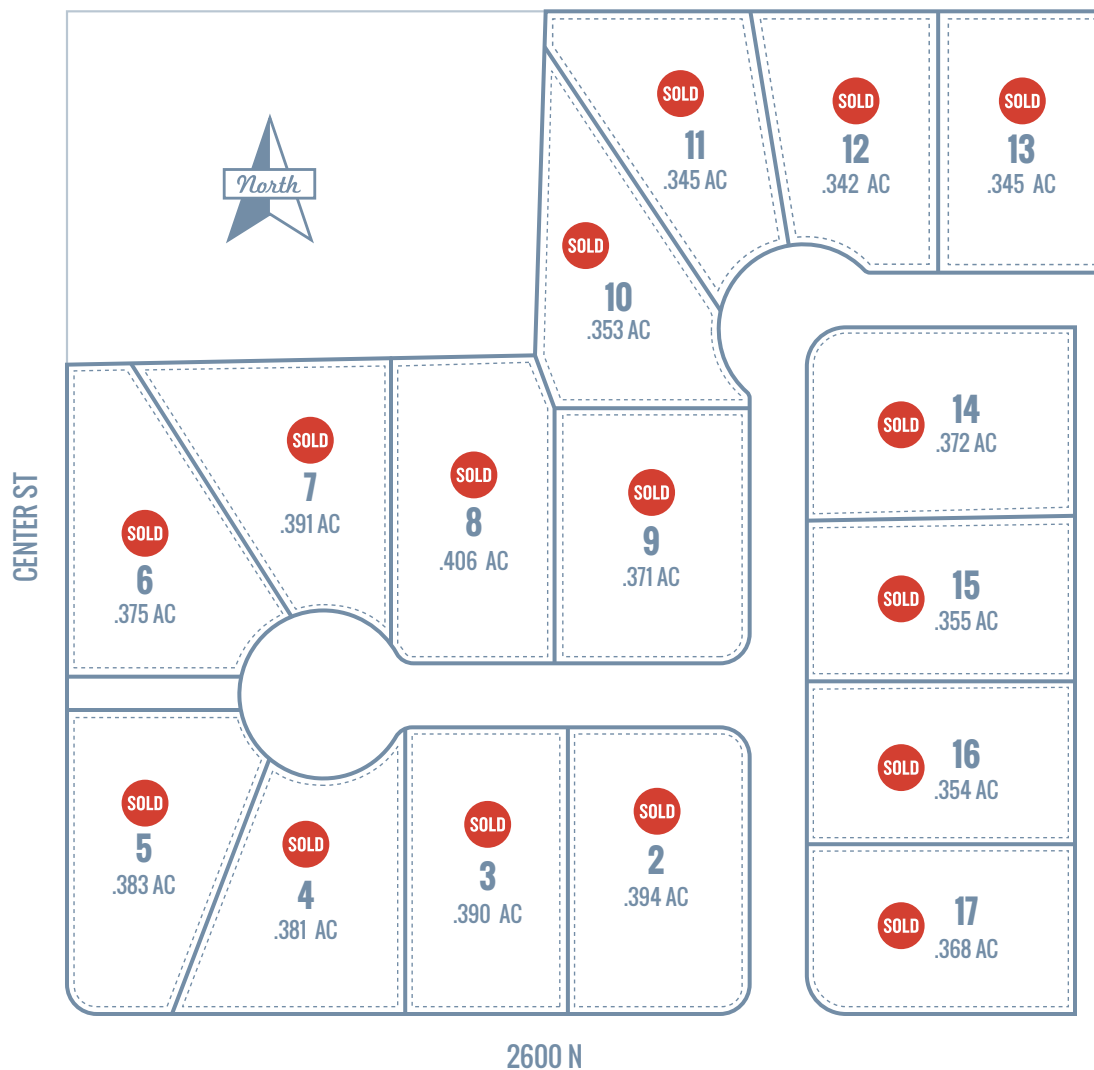 SOLD
11
.345 AC
SOLD
12
.342 AC
SOLD
13
.345 AC
North
SOLD
10
.353 AC
SOLD
14
.372 AC
SOLD
7
.391 AC
SOLD
8
.406 AC
SOLD
9
.371 AC
CENTER ST
SOLD
6
.375 AC
SOLD
15
.355 AC
SOLD
16
.354 AC
SOLD
5
.383 AC
SOLD
4
.381 AC
SOLD
3
.390 AC
SOLD
2
.394 AC
SOLD
17
.368 AC
2600 N